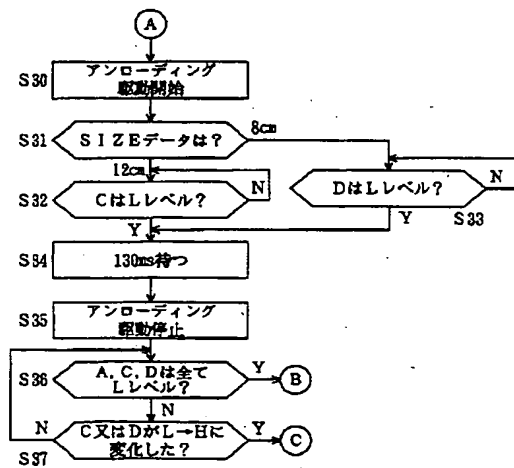 A
S30
アンローディング
駆動開始
S31
SIZEデータは?
8cm
12cm
S32
CはLレベル?
N
DはLレベル?
N
Y
Y
S33
S34
130ms待つ
S35
アンローディング
駆動停止
S36
A, C, Dは全て
Lレベル?
Y
B
N
N
C又はDがL→Hに
変化した?
Y
C
S37